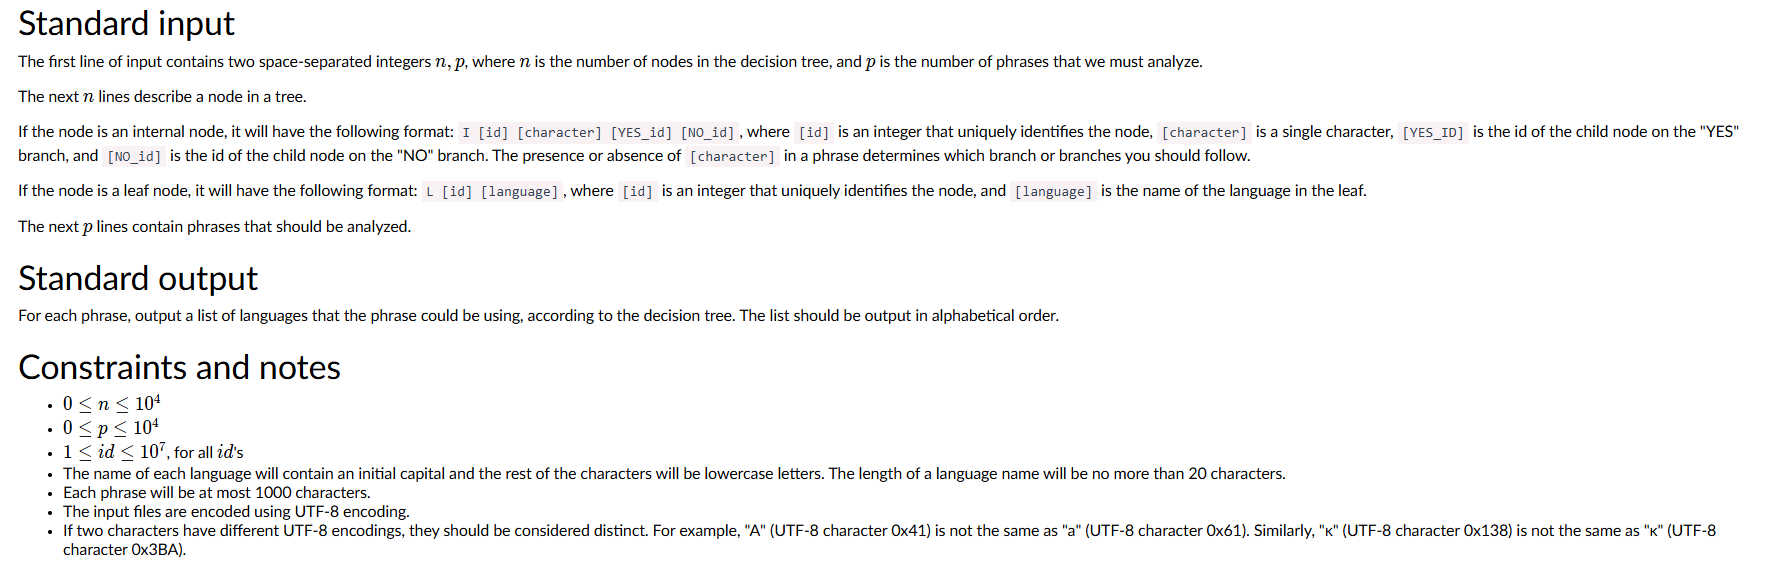 Standard input
The first line of input contains two space-separated integers n, p, where n is the number of nodes in the decision tree, and p is the number of phrases that we must analyze.
The next n lines describe a node in a tree.
If the node is an internal node, it will have the following format: I [id] [character] [YES_id] [NO_id] , where [id] is an integer that uniquely identifies the node, [character] is a single character, [YES_ID] is the id of the child node on the "YES"
branch, and [NO_id] is the id of the child node on the "NO" branch. The presence or absence of [character] in a phrase determines which branch or branches you should follow.
If the node is a leaf node, it will have the following format: L [id] [language] , where [id] is an integer that uniquely identifies the node, and [language] is the name of the language in the leaf.
The next p lines contain phrases that should be analyzed.
Standard output
For each phrase, output a list of languages that the phrase could be using, according to the decision tree. The list should be output in alphabetical order.
Constraints and notes
• 0 ≤ n ≤ 10⁴
• 0 ≤ p ≤ 10⁴
• 1 ≤ id ≤ 10⁷, for all id's
• The name of each language will contain an initial capital and the rest of the characters will be lowercase letters. The length of a language name will be no more than 20 characters.
• Each phrase will be at most 1000 characters.
• The input files are encoded using UTF-8 encoding.
• If two characters have different UTF-8 encodings, they should be considered distinct. For example, "A" (UTF-8 character 0x41) is not the same as "a" (UTF-8 character 0x61). Similarly, "ĸ" (UTF-8 character 0x138) is not the same as "κ" (UTF-8
character 0x3BA).